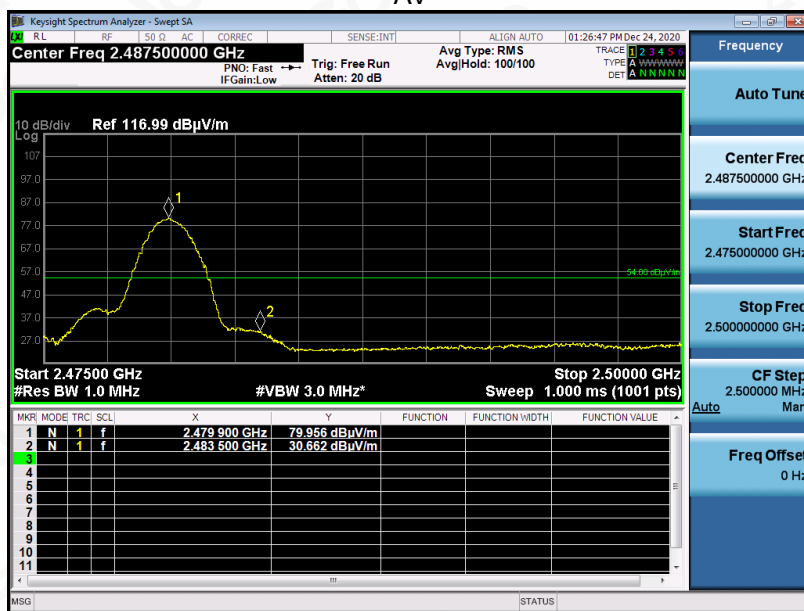 AV
Keysight Spectrum Analyzer - Swept SA
LXI RL RF 50 Ω AC CORREC SENSE:INT ALIGN AUTO 01:26:47 PM Dec 24, 2020
Center Freq 2.487500000 GHz
PNO: Fast
IFGain:Low
Trig: Free Run
Atten: 20 dB
Avg Type: RMS
Avg|Hold: 100/100
TRACE 1 2 3 4 5 6
TYPE A WWWWW
DET A N N N N N
10 dB/div Ref 116.99 dBµV/m
Log
107
97.0
87.0
77.0
67.0
57.0
47.0
37.0
27.0
1
2
54.00 dBµV/m
Start 2.47500 GHz Stop 2.50000 GHz
#Res BW 1.0 MHz #VBW 3.0 MHz* Sweep 1.000 ms (1001 pts)
MKR MODE TRC SCL X Y FUNCTION FUNCTION WIDTH FUNCTION VALUE
1 N 1 f 2.479 900 GHz 79.956 dBµV/m
2 N 1 f 2.483 500 GHz 30.662 dBµV/m
3
4
5
6
7
8
9
10
11
MSG STATUS
Frequency
Auto Tune
Center Freq
2.487500000 GHz
Start Freq
2.475000000 GHz
Stop Freq
2.500000000 GHz
CF Step
2.500000 MHz
Auto Man
Freq Offset
0 Hz